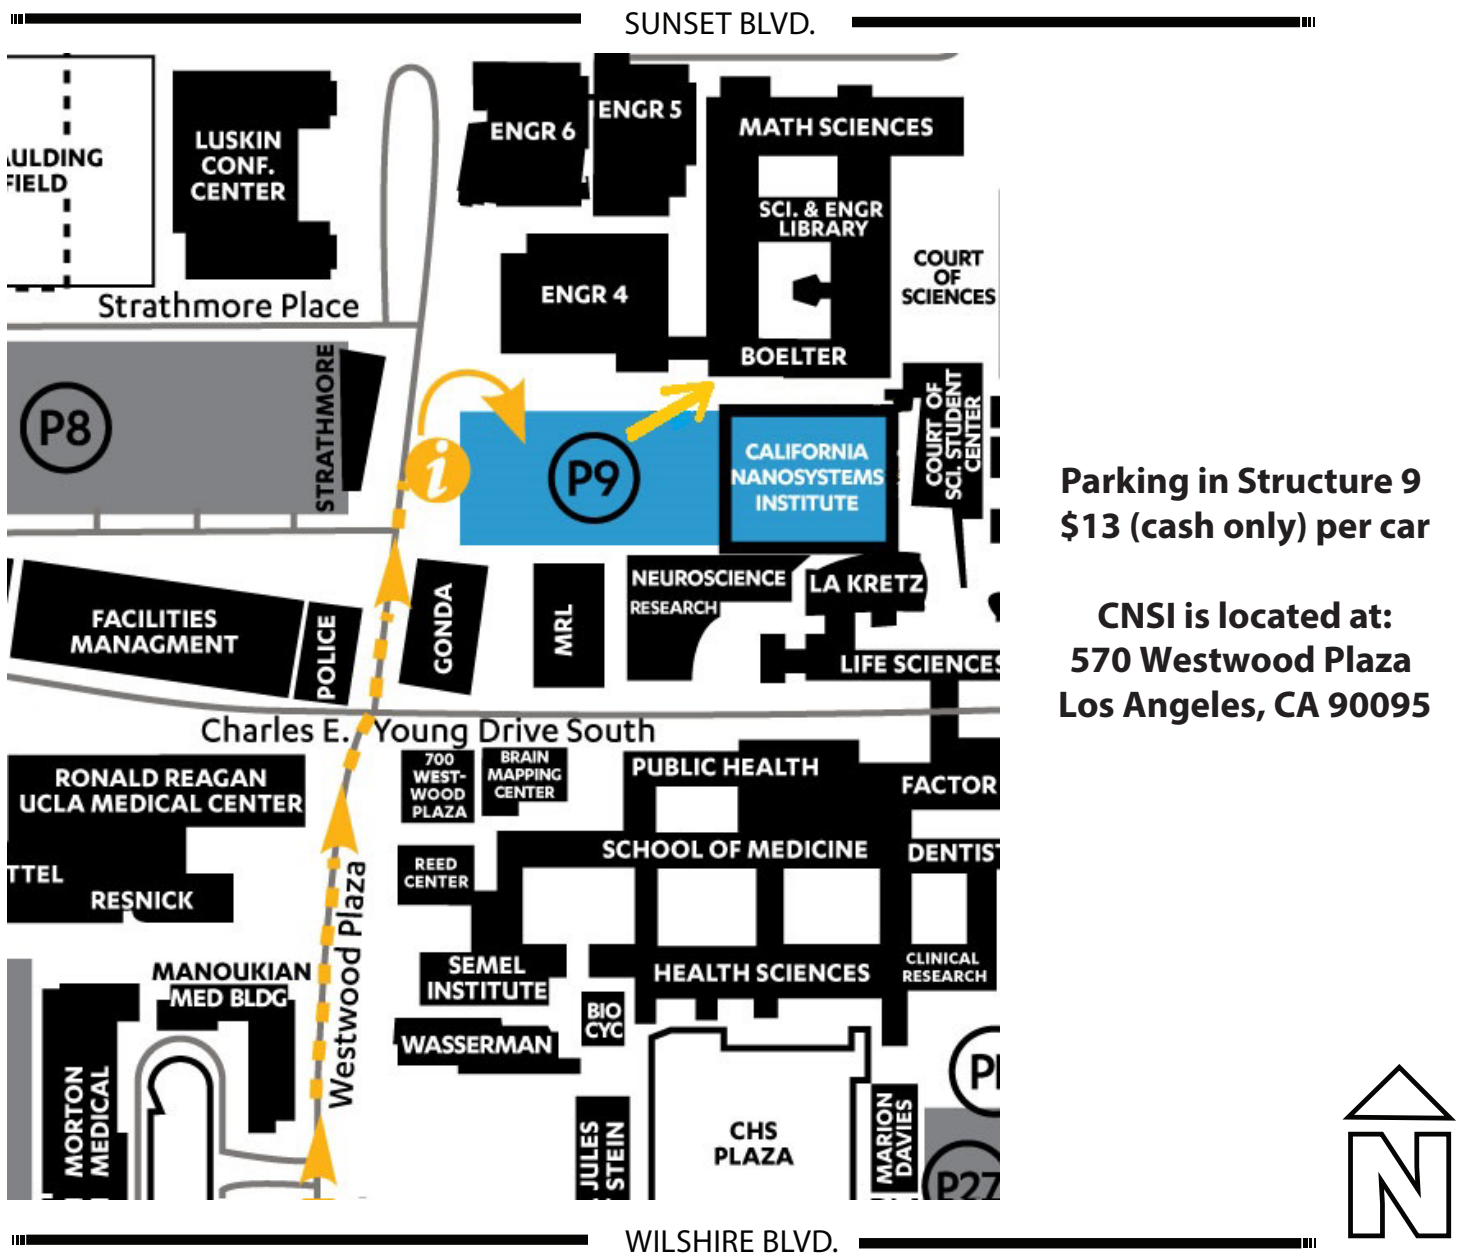 SUNSET BLVD.
AULDING
FIELD
LUSKIN
CONF.
CENTER
ENGR 6
ENGR 5
MATH SCIENCES
SCI. & ENGR
LIBRARY
COURT
OF
SCIENCES
ENGR 4
BOELTER
Strathmore Place
P8
STRATHMORE
i
P9
CALIFORNIA
NANOSYSTEMS
INSTITUTE
COURT OF
SCI. STUDENT
CENTER
Parking in Structure 9
$13 (cash only) per car
CNSI is located at:
570 Westwood Plaza
Los Angeles, CA 90095
FACILITIES
MANAGMENT
POLICE
GONDA
MRL
NEUROSCIENCE
RESEARCH
LA KRETZ
LIFE SCIENCES
Charles E. Young Drive South
RONALD REAGAN
UCLA MEDICAL CENTER
TTEL
RESNICK
700
WEST-
WOOD
PLAZA
BRAIN
MAPPING
CENTER
PUBLIC HEALTH
FACTOR
SCHOOL OF MEDICINE
DENTIST
REED
CENTER
Westwood Plaza
MANOUKIAN
MED BLDG
SEMEL
INSTITUTE
HEALTH SCIENCES
CLINICAL
RESEARCH
BIO
CYC
WASSERMAN
MORTON
MEDICAL
JULES
STEIN
CHS
PLAZA
MARION
DAVIES
P
P27
N
WILSHIRE BLVD.